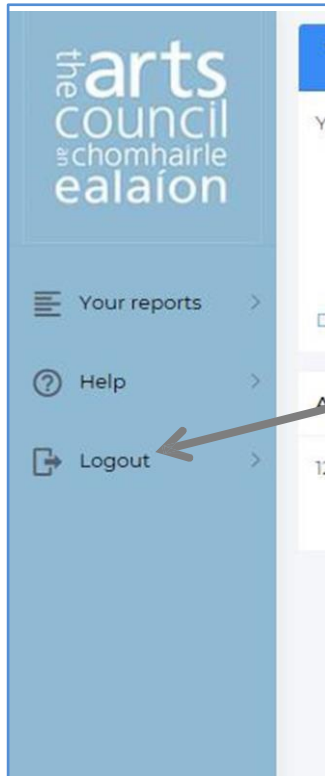 the arts
council
an chomhairle
ealaíon
Your reports
Help
Logout